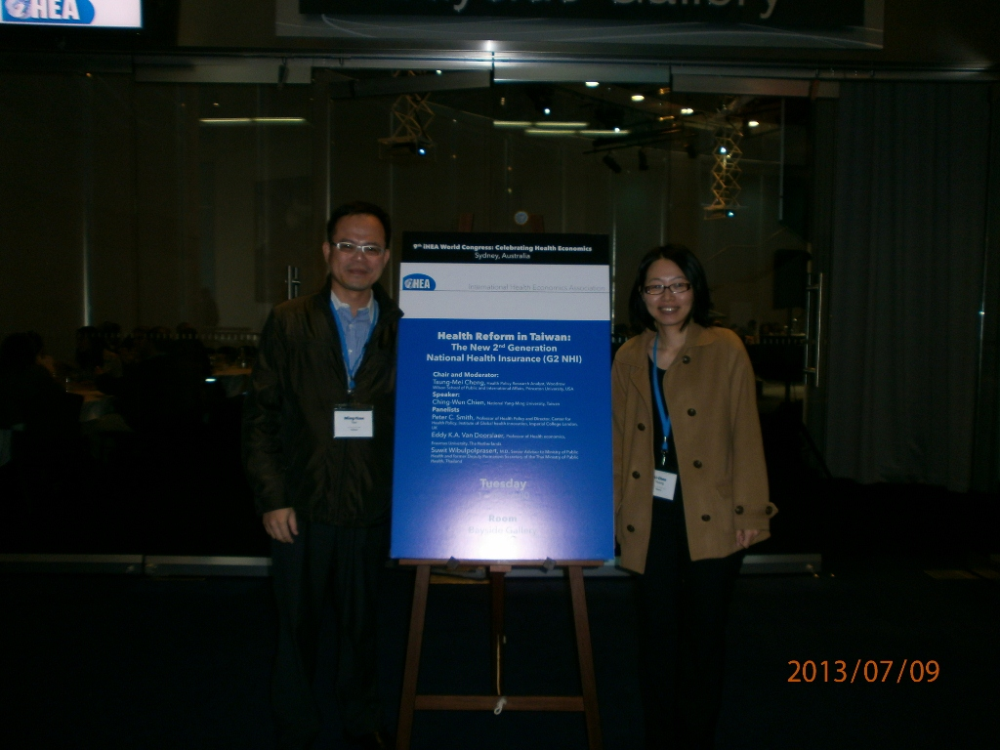 iHEA
Gallery
9th iHEA World Congress: Celebrating Health Economics
Sydney, Australia
iHEA
International Health Economics Association
Health Reform in Taiwan:
The New 2nd Generation
National Health Insurance (G2 NHI)
Chair and Moderator:
Tsung-Mei Cheng, Health Policy Research Analyst, Woodrow
Wilson School of Public and International Affairs, Princeton University, USA
Speaker:
Ching-Wen Chien, National Yang-Ming University, Taiwan
Panelists
Peter C. Smith, Professor of Health Policy and Director, Center for
Health Policy, Institute of Global Health Innovation, Imperial College London,
UK
Eddy K.A. Van Doorslaer, Professor of Health economics,
Erasmus University, The Netherlands
Suwit Wibulpolprasert, M.D. Senior Advisor to Ministry of Public
Health and former Deputy Permanent Secretary of the Thai Ministry of Public
Health, Thailand
Tuesday
Room
Bayside Gallery
2013/07/09